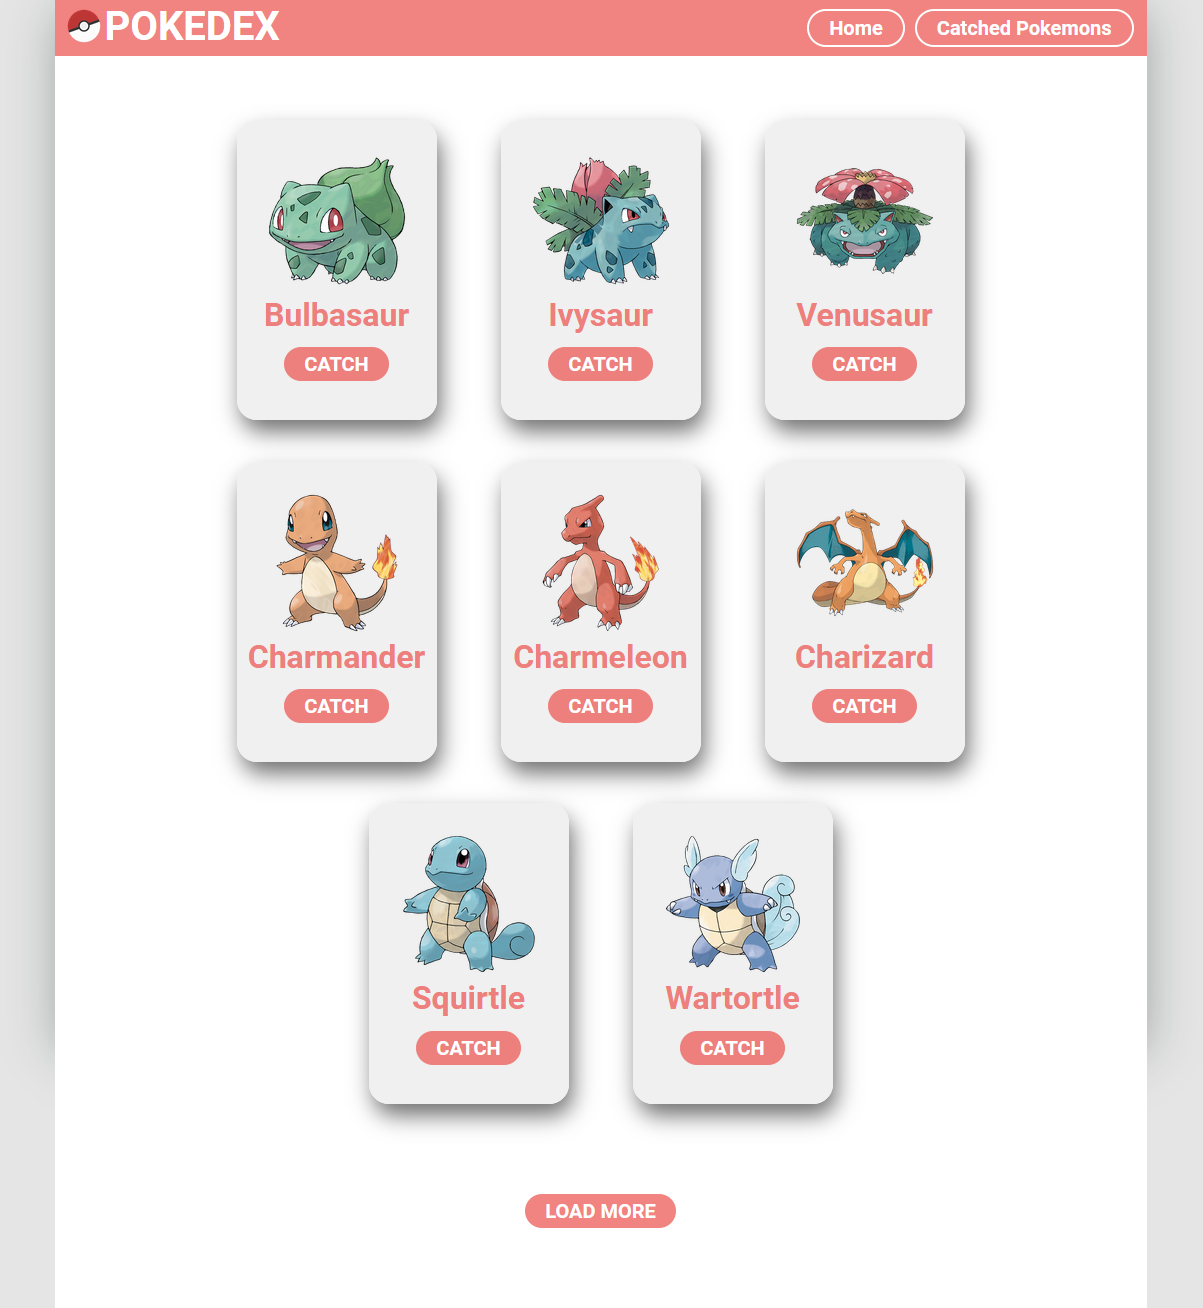 POKEDEX
Home
Catched Pokemons
Bulbasaur
CATCH
Ivysaur
CATCH
Venusaur
CATCH
Charmander
CATCH
Charmeleon
CATCH
Charizard
CATCH
Squirtle
CATCH
Wartortle
CATCH
LOAD MORE